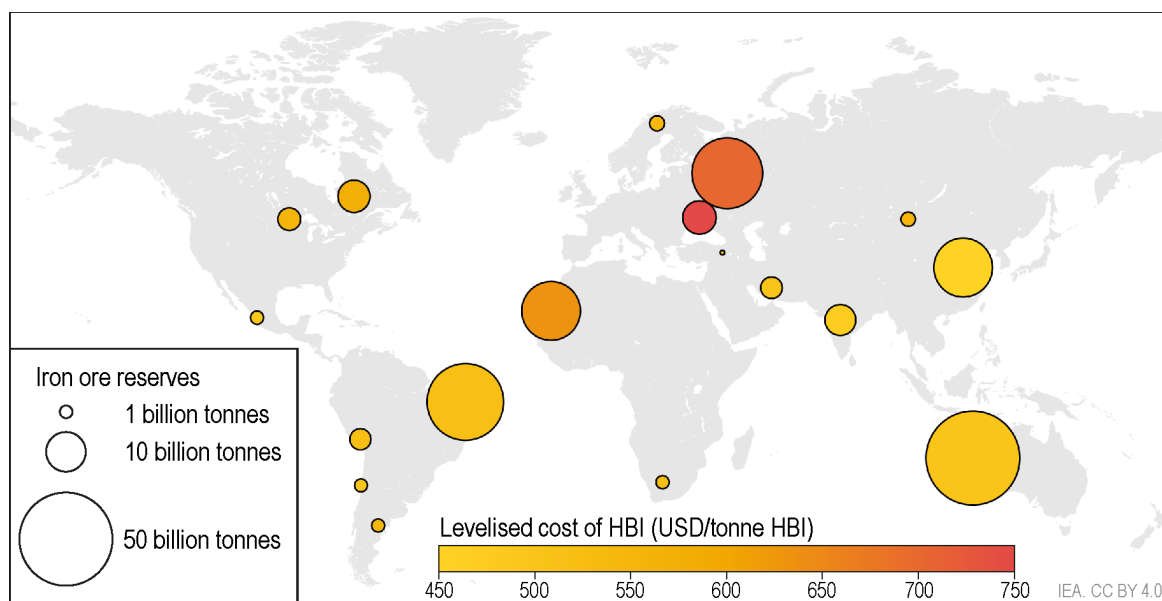 Iron ore reserves
1 billion tonnes
10 billion tonnes
50 billion tonnes
Levelised cost of HBI (USD/tonne HBI)
450 500 550 600 650 700 750
IEA. CC BY 4.0